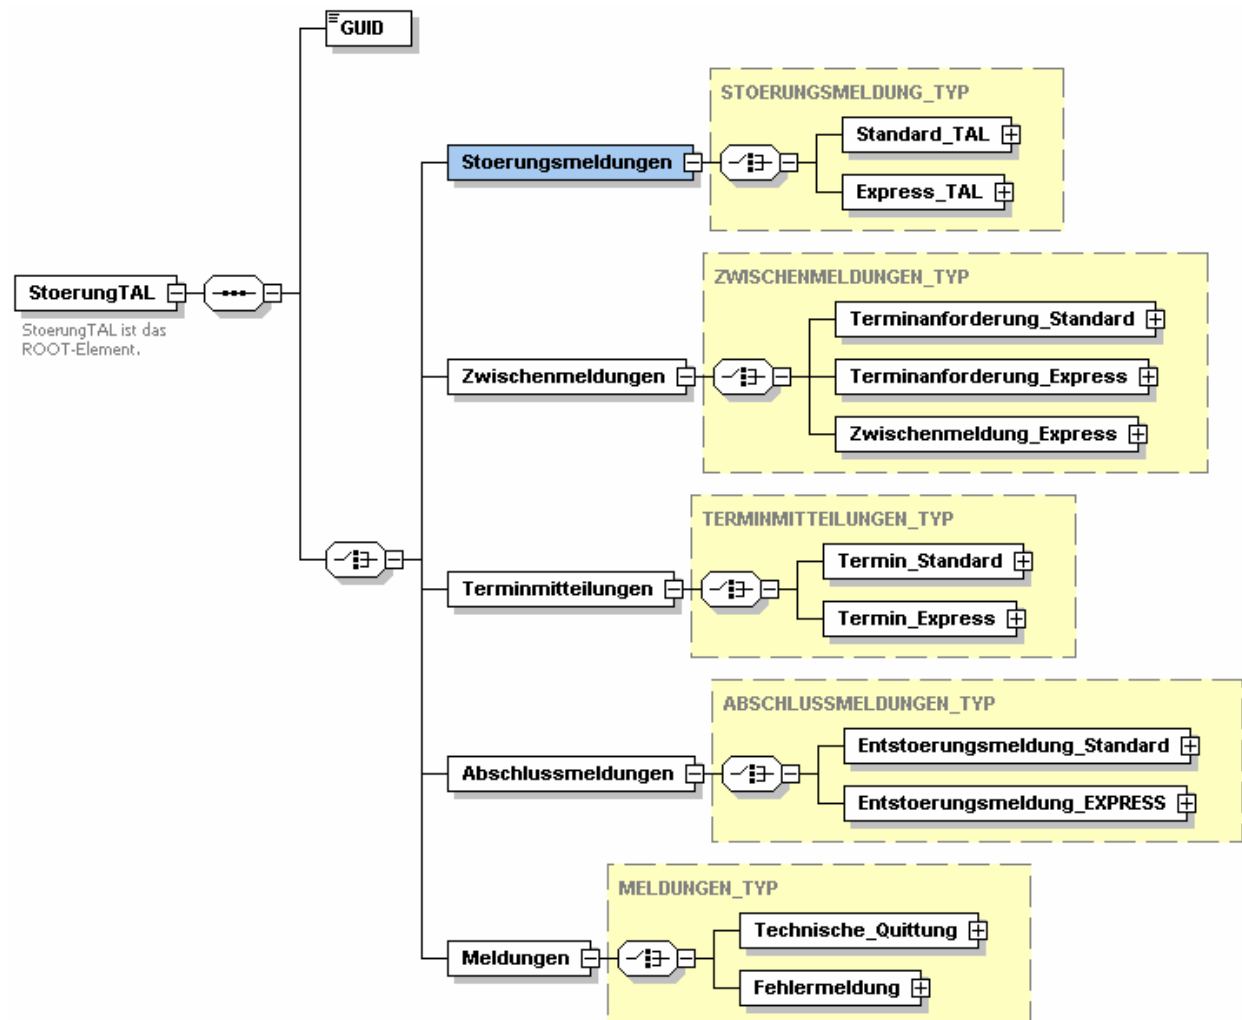 GUID
STOERUNGSMELDUNG_TYP
Standard_TAL
Stoerungsmeldungen
Express_TAL
ZWISCHENMELDUNGEN_TYP
StoerungTAL
StoerungTAL ist das
ROOT-Element.
Terminanforderung_Standard
Zwischenmeldungen
Terminanforderung_Express
Zwischenmeldung_Express
TERMINMITTEILUNGEN_TYP
Termin_Standard
Terminmitteilungen
Termin_Express
ABSCHLUSSMELDUNGEN_TYP
Entstoerungsmeldung_Standard
Abschlussmeldungen
Entstoerungsmeldung_EXPRESS
MELDUNGEN_TYP
Technische_Quittung
Meldungen
Fehlermeldung